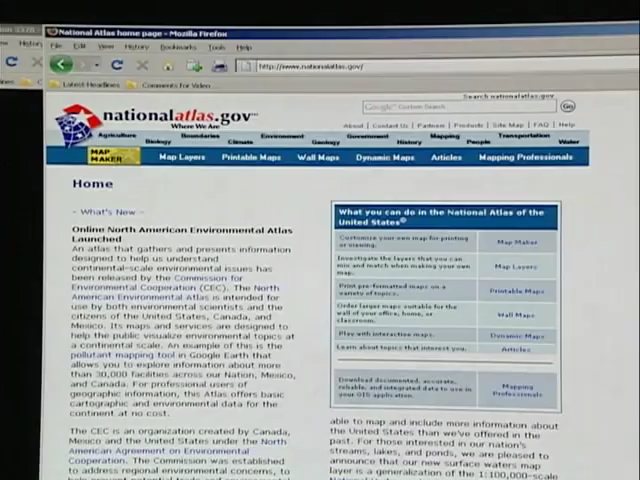 National Atlas home page - Mozilla Firefox
File Edit View History Bookmarks Tools Help
http://www.nationalatlas.gov/
Latest Headlines Comments for Video ...
Search nationalatlas.gov
Google Custom Search Go
nationalatlas.gov
Where We Are
About | Contact Us | Partners | Products | Site Map | FAQ | Help
Agriculture Boundaries Environment Government Mapping Transportation
Biology Climate Geology History People Water
MAP MAKER Map Layers Printable Maps Wall Maps Dynamic Maps Articles Mapping Professionals
Home
~ What's New ~
Online North American Environmental Atlas
Launched
An atlas that gathers and presents information
designed to help us understand
continental-scale environmental issues has
been released by the Commission for
Environmental Cooperation (CEC). The North
American Environmental Atlas is intended for
use by both environmental scientists and the
citizens of the United States, Canada, and
Mexico. Its maps and services are designed to
help the public visualize environmental topics at
a continental scale. An example of this is the
pollutant mapping tool in Google Earth that
allows you to explore information about more
than 30,000 facilities across our Nation, Mexico,
and Canada. For professional users of
geographic information, this Atlas offers basic
cartographic and environmental data for the
continent at no cost.
The CEC is an organization created by Canada,
Mexico and the United States under the North
American Agreement on Environmental
Cooperation. The Commission was established
to address regional environmental concerns, to
What you can do in the National Atlas of the
United States®
Customize your own map for printing
or viewing. Map Maker
Investigate the layers that you can
mix and match when making your own
map. Map Layers
Print pre-formatted maps on a
variety of topics. Printable Maps
Order larger maps suitable for the
wall of your office, home, or
classroom. Wall Maps
Play with interactive maps. Dynamic Maps
Learn about topics that interest you. Articles
Download documented, accurate,
reliable, and integrated data to use in
your GIS application. Mapping Professionals
able to map and include more information about
the United States than we've offered in the
past. For those interested in our nation's
streams, lakes, and ponds, we are pleased to
announce that our new surface waters map
layer is a generalization of the 1:100,000-scale